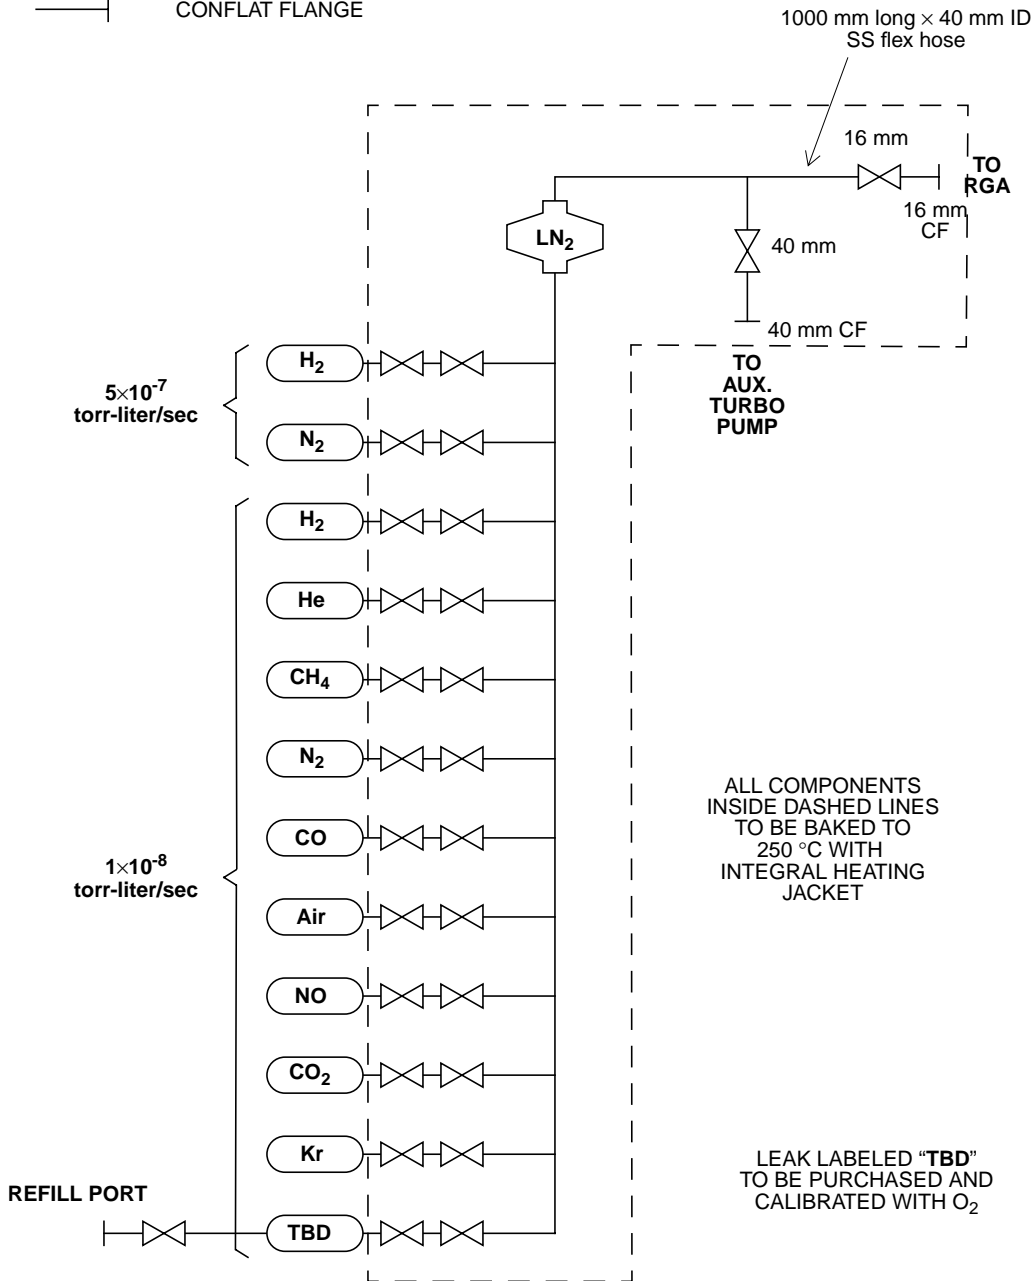 CONFLAT FLANGE
1000 mm long × 40 mm ID
SS flex hose
16 mm
TO
RGA
16 mm
CF
LN2
40 mm
40 mm CF
TO
AUX.
TURBO
PUMP
5×10-7
torr-liter/sec
H2
N2
H2
He
CH4
N2
CO
Air
NO
CO2
Kr
TBD
1×10-8
torr-liter/sec
REFILL PORT
ALL COMPONENTS
INSIDE DASHED LINES
TO BE BAKED TO
250 °C WITH
INTEGRAL HEATING
JACKET
LEAK LABELED “TBD”
TO BE PURCHASED AND
CALIBRATED WITH O2